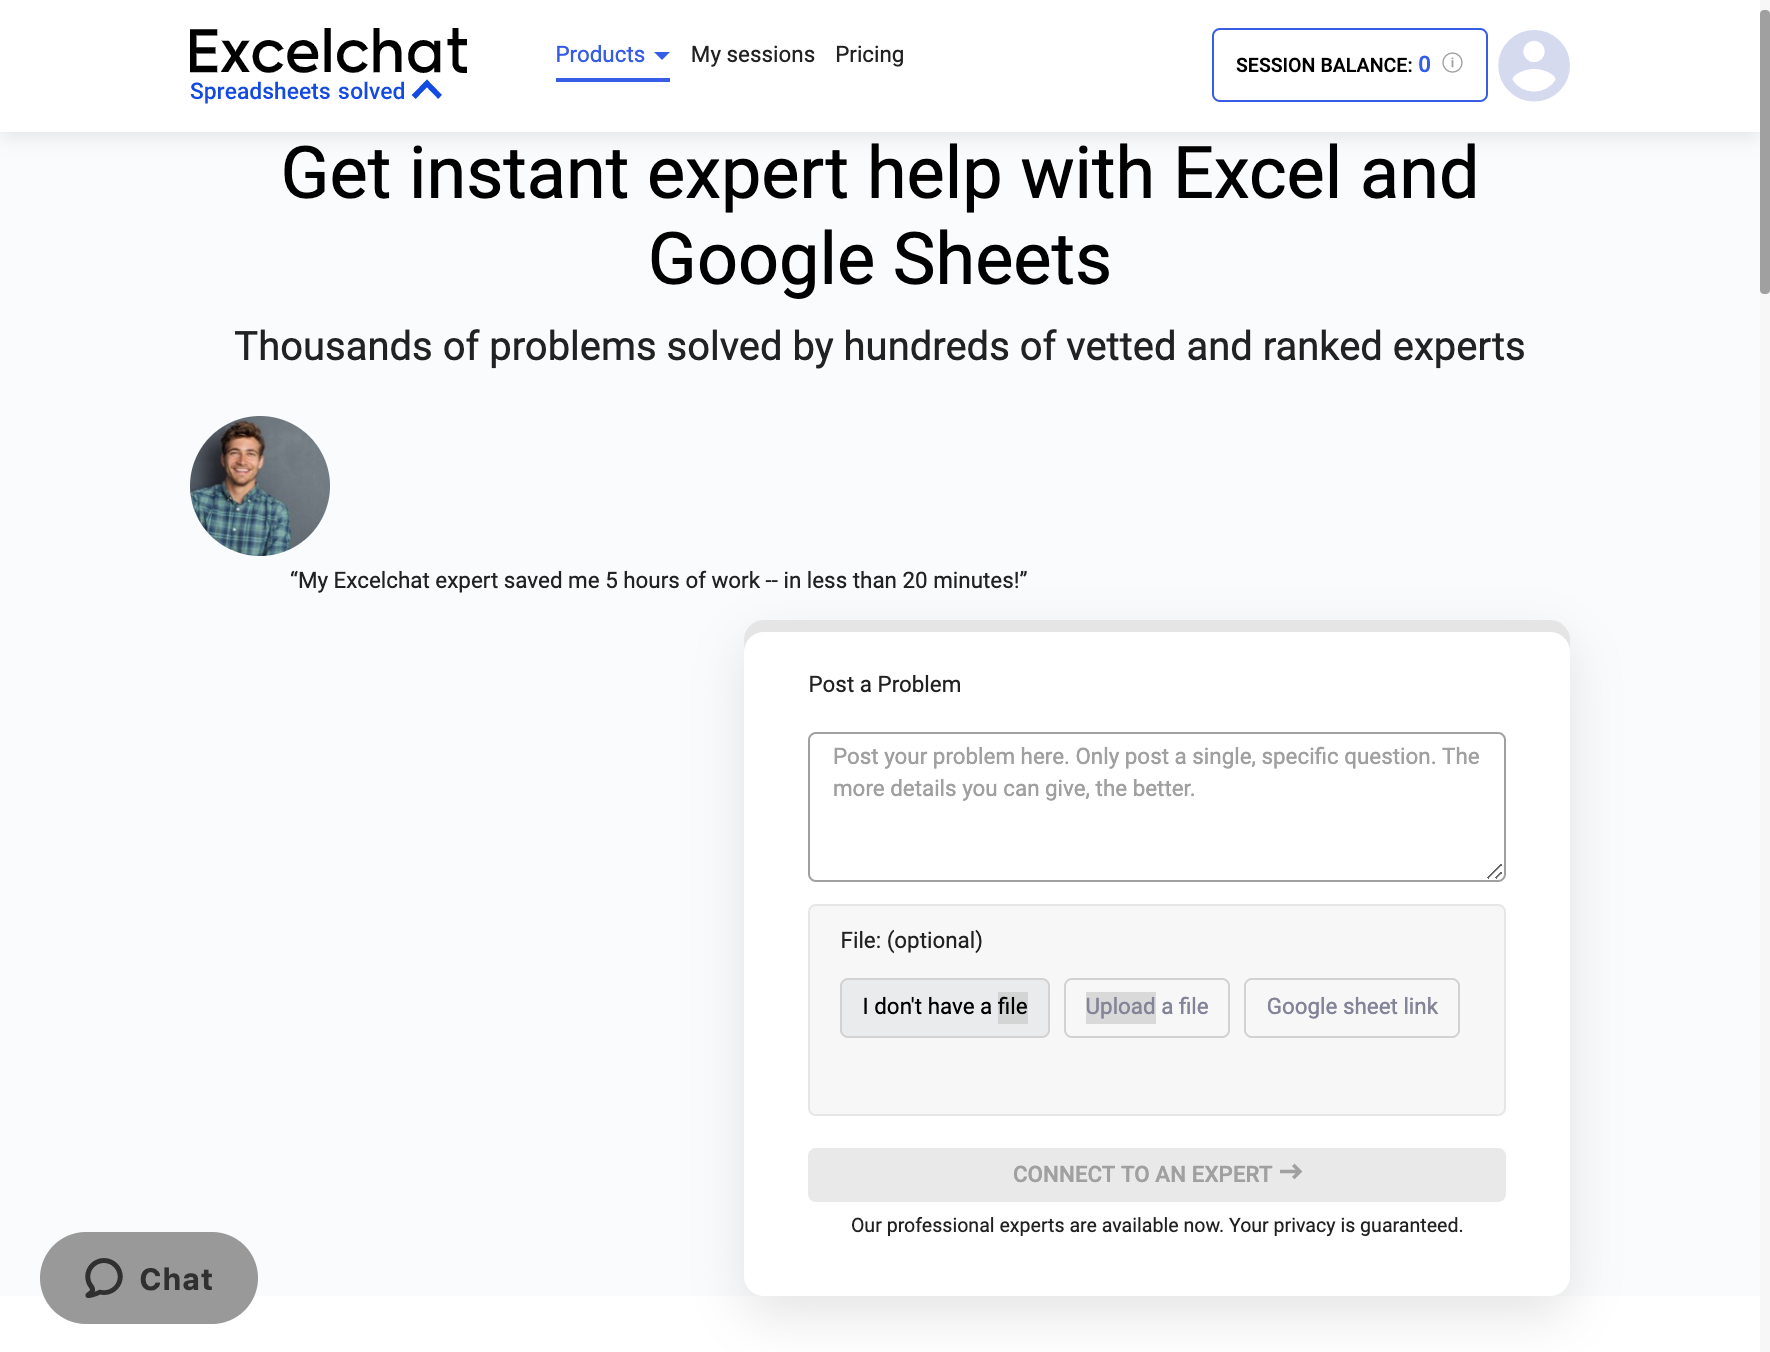 Excelchat
Spreadsheets solved
Products
My sessions
Pricing
SESSION BALANCE: 0
Get instant expert help with Excel and
Google Sheets
Thousands of problems solved by hundreds of vetted and ranked experts
“My Excelchat expert saved me 5 hours of work -- in less than 20 minutes!”
Post a Problem
Post your problem here. Only post a single, specific question. The
more details you can give, the better.
File: (optional)
I don't have a file
Upload a file
Google sheet link
CONNECT TO AN EXPERT →
Our professional experts are available now. Your privacy is guaranteed.
Chat